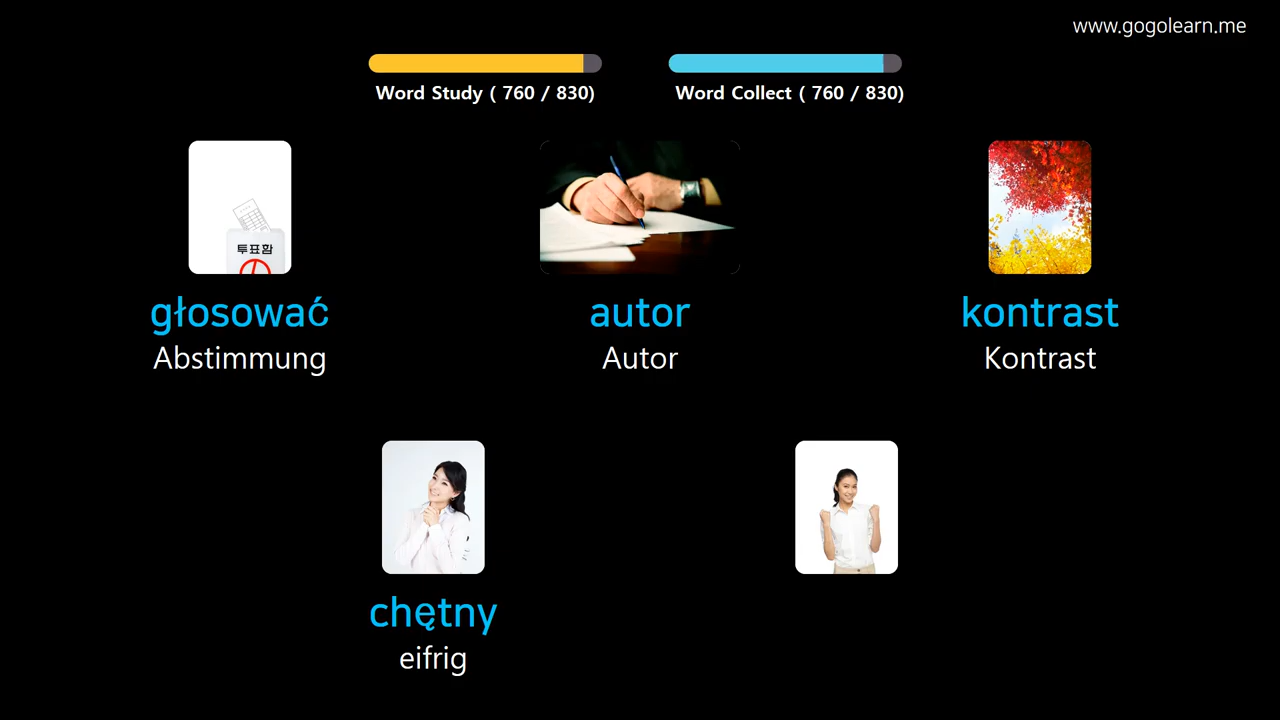 www.gogolearn.me
Word Study ( 760 / 830)
Word Collect ( 760 / 830)
투표함
głosować
autor
kontrast
Abstimmung
Autor
Kontrast
chętny
eifrig